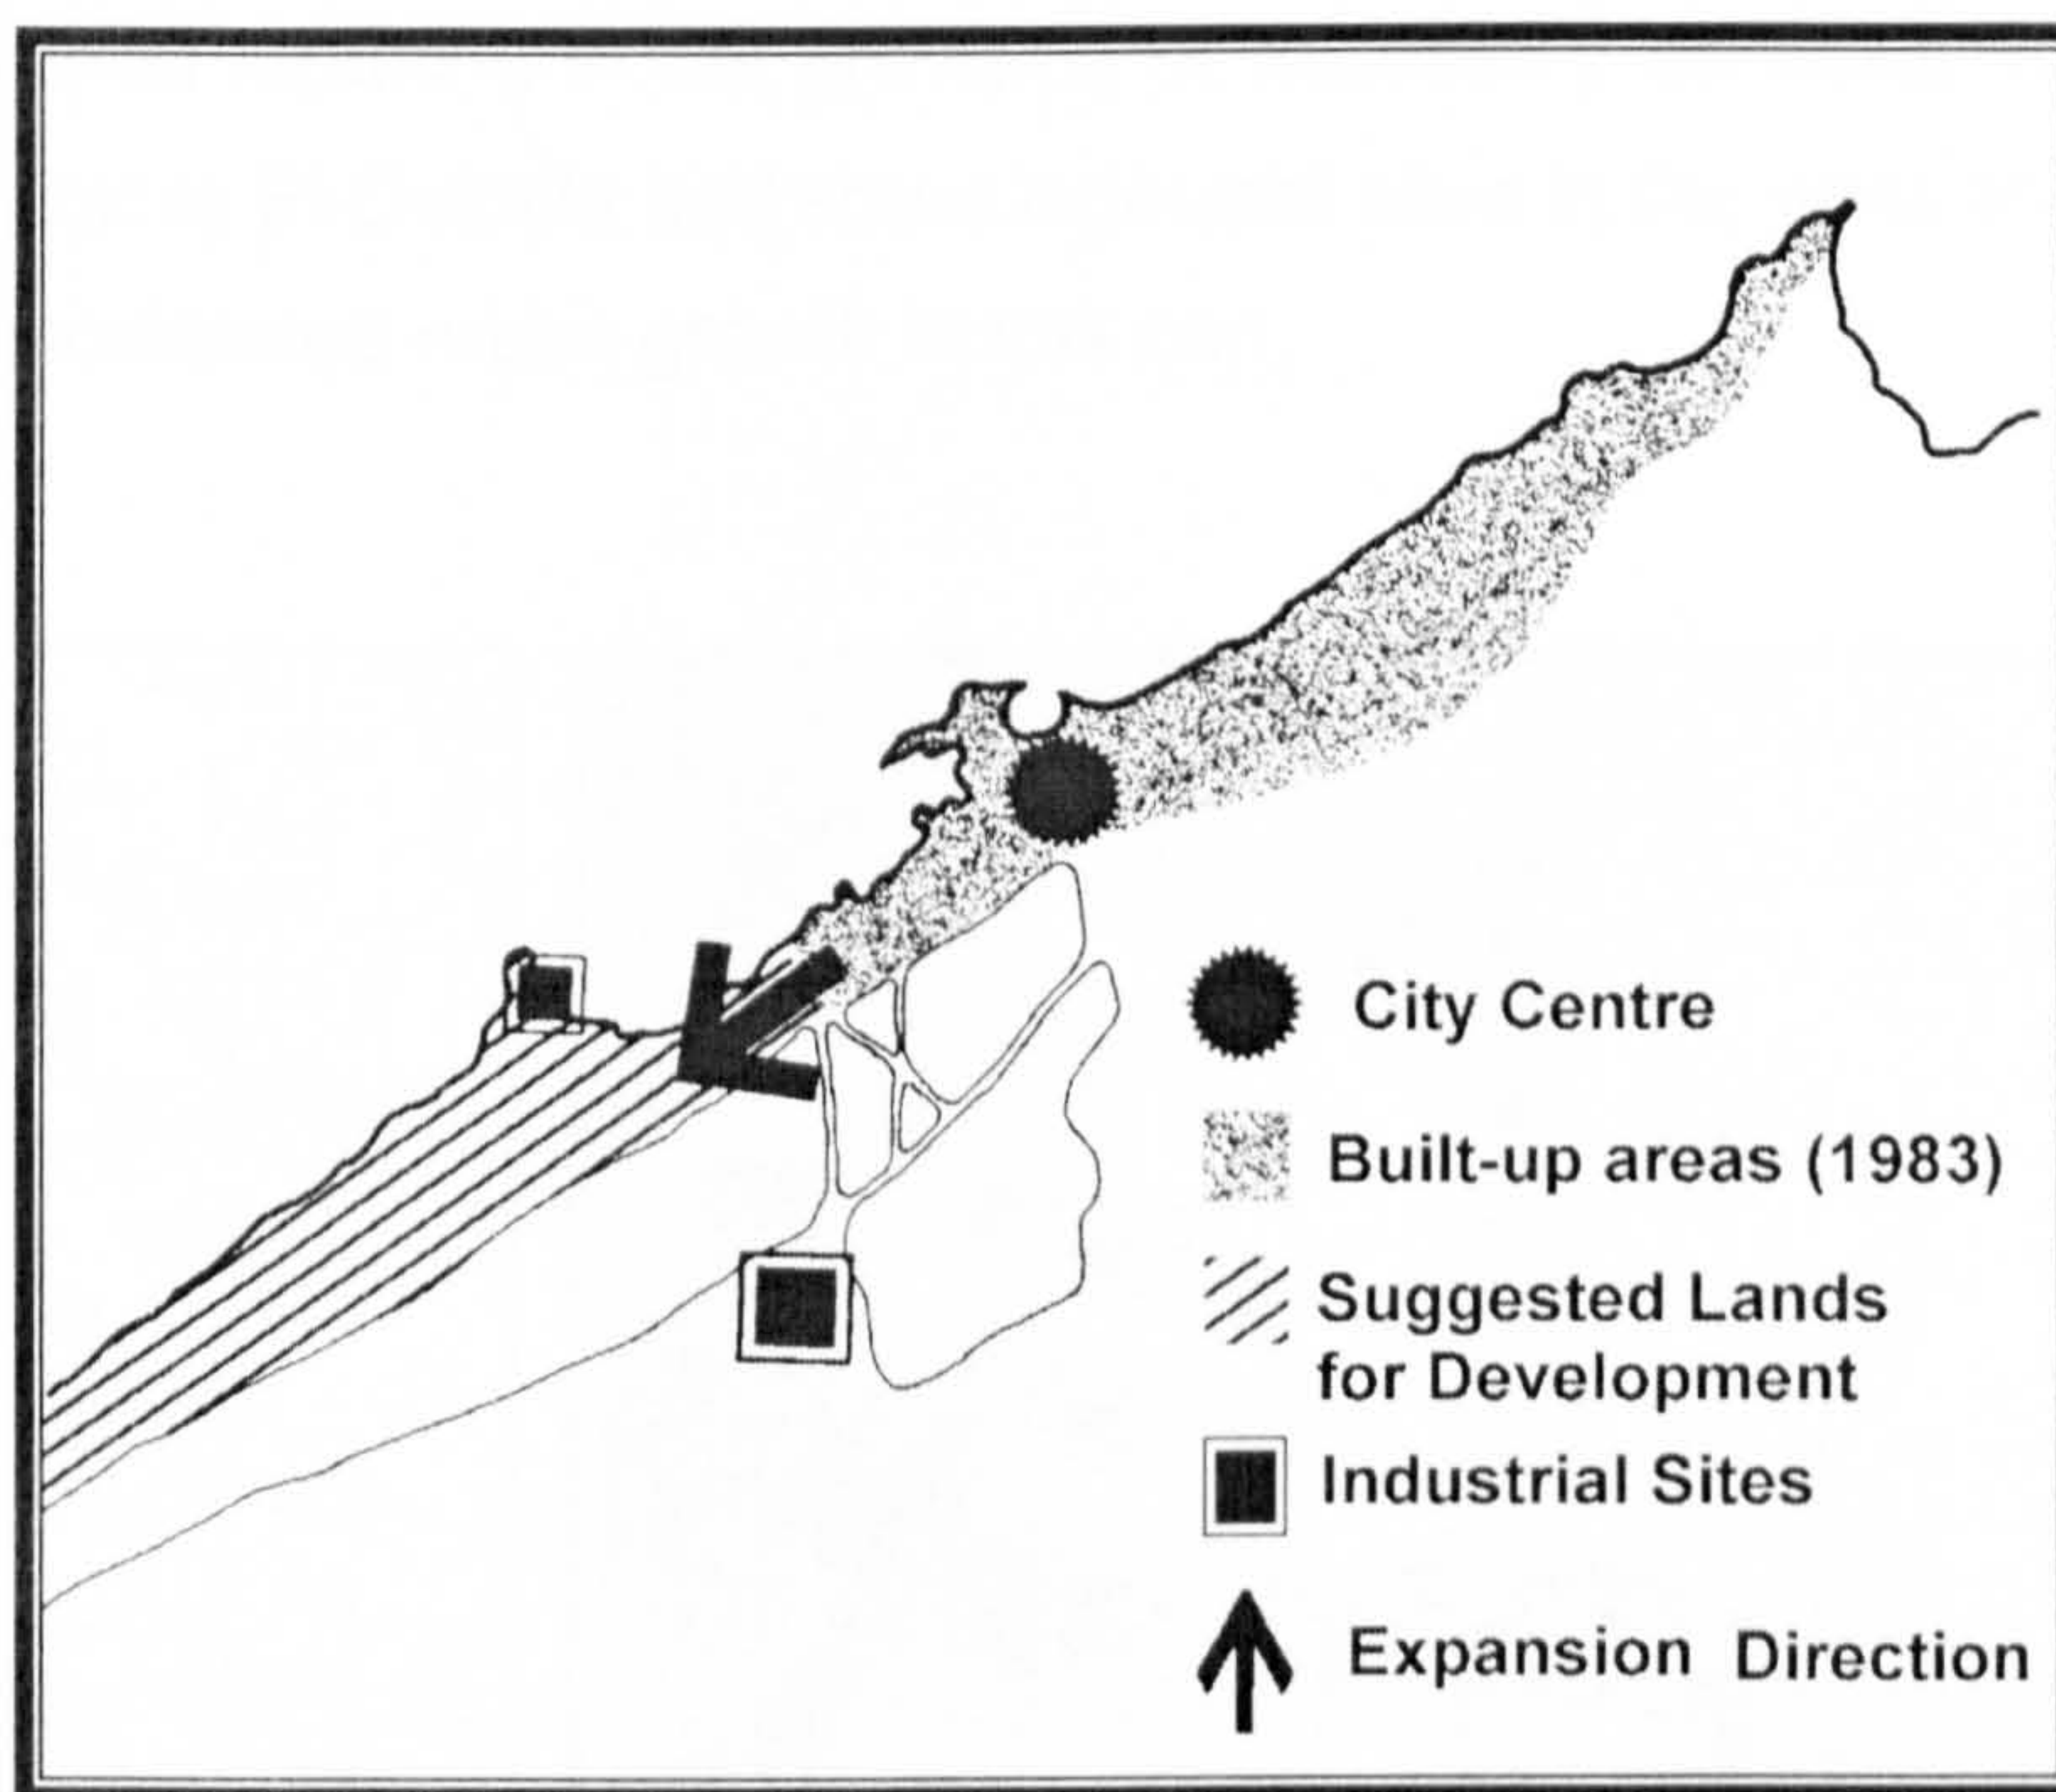 City Centre
Built-up areas (1983)
Suggested Lands
for Development
Industrial Sites
Expansion Direction